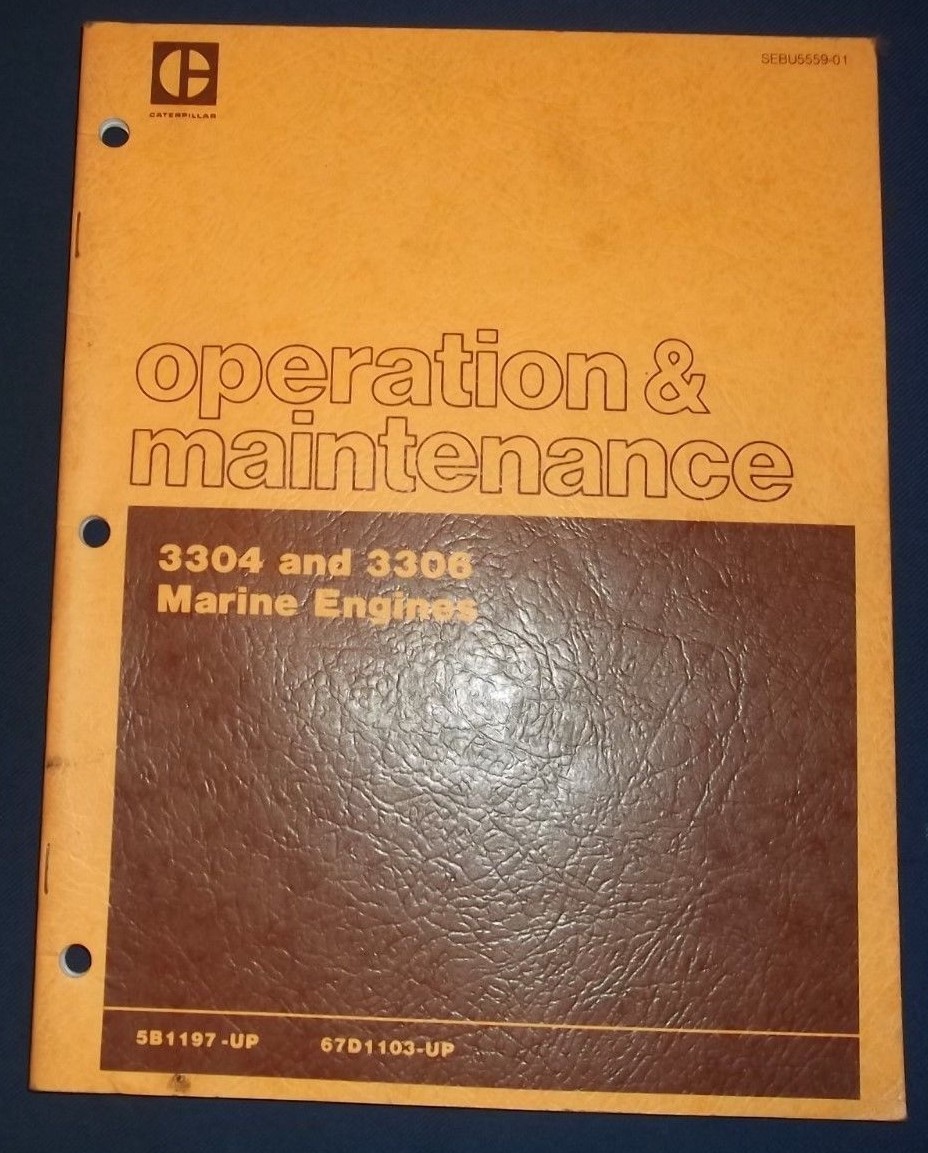 CATERPILLAR
SEBU5559-01
operation &
maintenance
3304 and 3306
Marine Engines
5B1197-UP 67D1103-UP